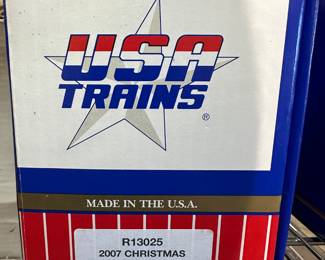 USA
TRAINS
®
MADE IN THE U.S.A.
R13025
2007 CHRISTMAS